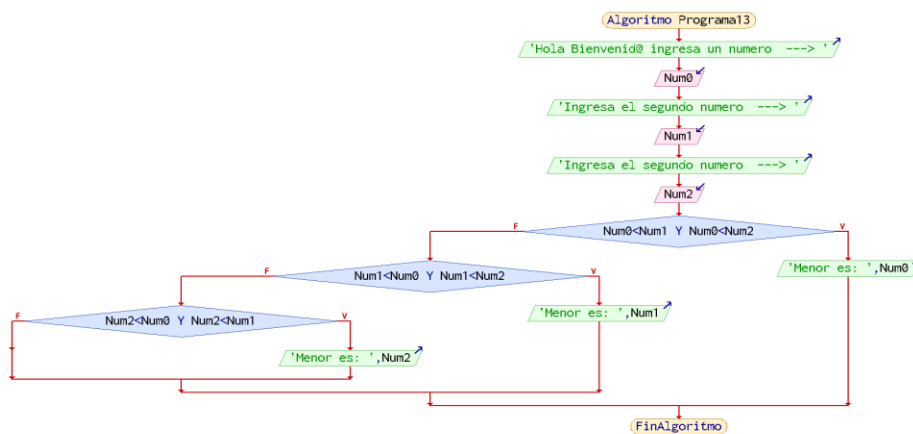 Algoritmo Programa13
'Hola Bienvenid@ ingresa un numero ---> '
Num0
'Ingresa el segundo numero ---> '
Num1
'Ingresa el segundo numero ---> '
Num2
F
Num0<Num1 Y Num0<Num2
V
F
Num1<Num0 Y Num1<Num2
V
'Menor es: ',Num0
F
Num2<Num0 Y Num2<Num1
V
'Menor es: ',Num1
'Menor es: ',Num2
FinAlgoritmo